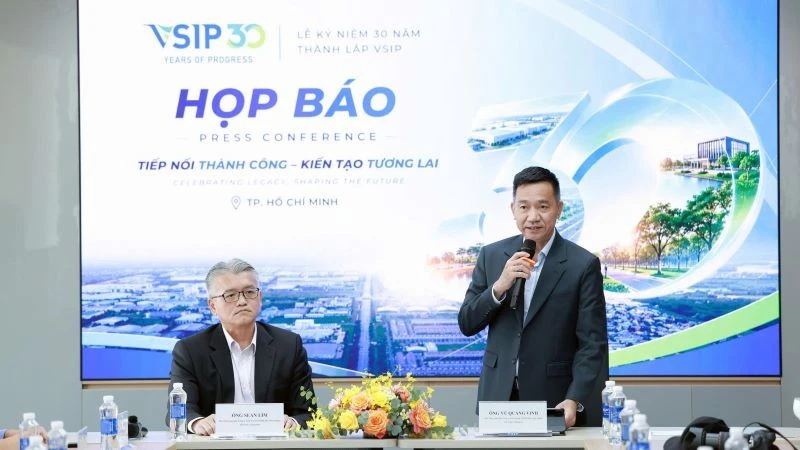 VSIP 30
YEARS OF PROGRESS
LỄ KỶ NIỆM 30 NĂM
THÀNH LẬP VSIP
HỌP BÁO
PRESS CONFERENCE
TIẾP NỐI THÀNH CÔNG – KIẾN TẠO TƯƠNG LAI
CELEBRATING LEGACY, SHAPING THE FUTURE
TP. HỒ CHÍ MINH
ÔNG SEAN LIM
ÔNG VŨ QUANG VINH